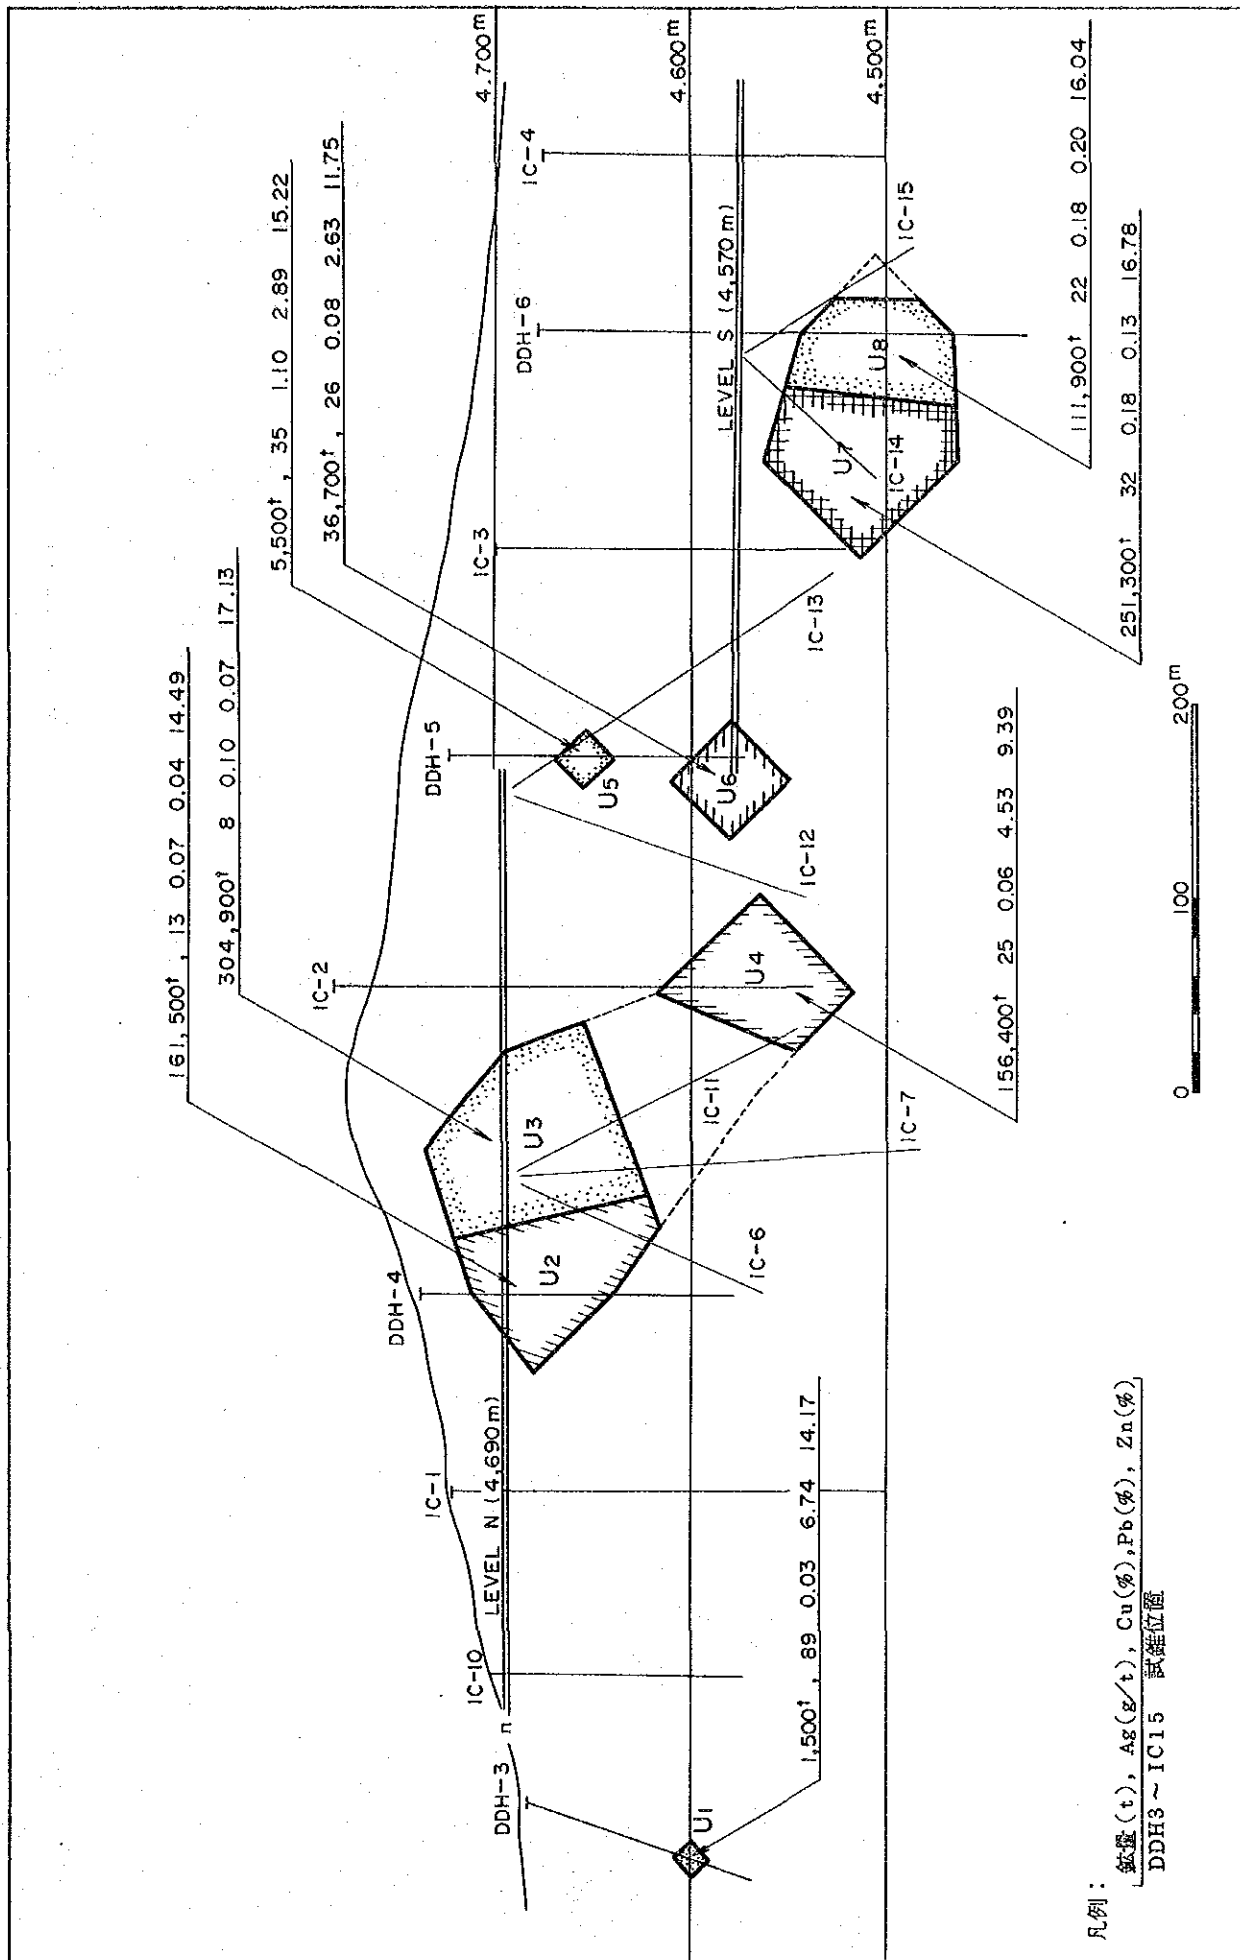 161,500t, 13 0.07 0.04 14.49
304,900t 8 0.10 0.07 17.13
5,500t, 35 1.10 2.89 15.22
36,700t, 26 0.08 2.63 11.75
4.700m
4.600m
4.500m
DDH-3
n
IC-10
IC-1
DDH-4
IC-2
DDH-5
IC-3
DDH-6
IC-4
LEVEL N (4,690m)
LEVEL S (4,570m)
U1
U2
U3
U4
U5
U6
U7
U8
IC-6
IC-11
IC-7
IC-12
IC-13
IC-14
IC-15
1,500t, 89 0.03 6.74 14.17
156,400t 25 0.06 4.53 9.39
111,900t 22 0.18 0.20 16.04
251,300t 32 0.18 0.13 16.78
0 100 200m
凡例:
鉱量(t), Ag(g/t), Cu(%), Pb(%), Zn(%)
DDH3~IC15 試錐位置